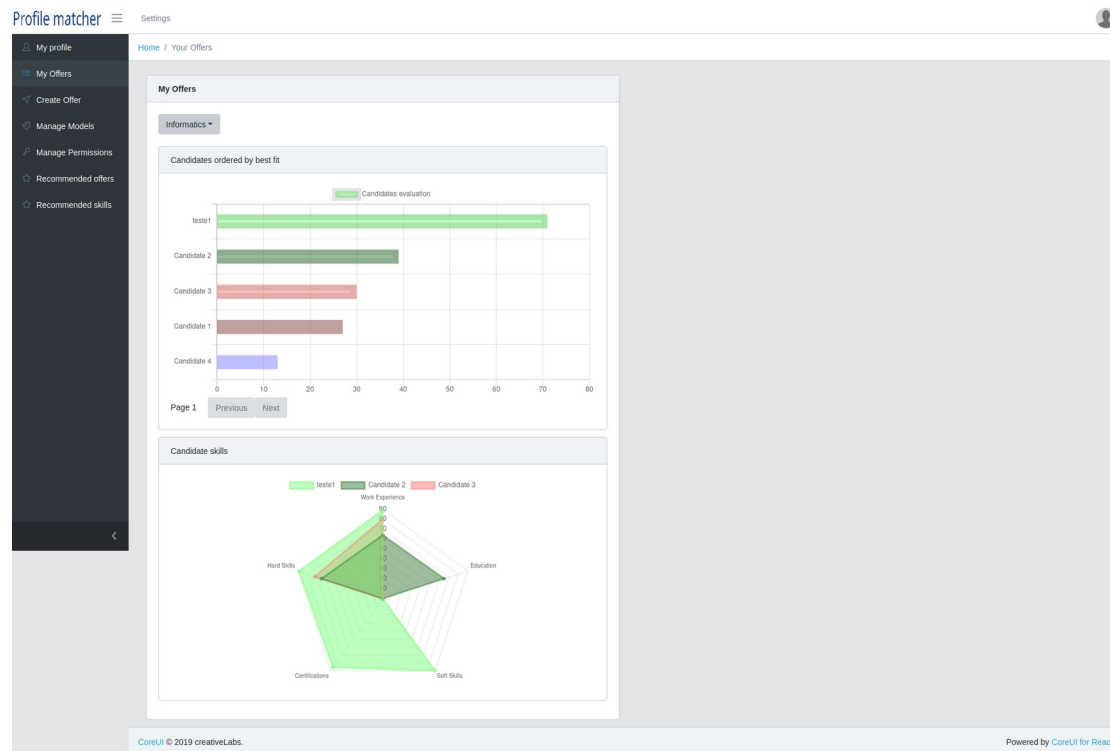 Profile matcher
Settings
My profile
My Offers
Create Offer
Manage Models
Manage Permissions
Recommended offers
Recommended skills
Home / Your Offers
My Offers
Informatics
Candidates ordered by best fit
Candidates evaluation
teste1
Candidate 2
Candidate 3
Candidate 1
Candidate 4
0 10 20 30 40 50 60 70 80
Page 1 Previous Next
Candidate skills
teste1 Candidate 2 Candidate 3
Work Experience
90
80
Hard Skills
Education
Certifications
Soft Skills
CoreUI © 2019 creativeLabs.
Powered by CoreUI for Reac